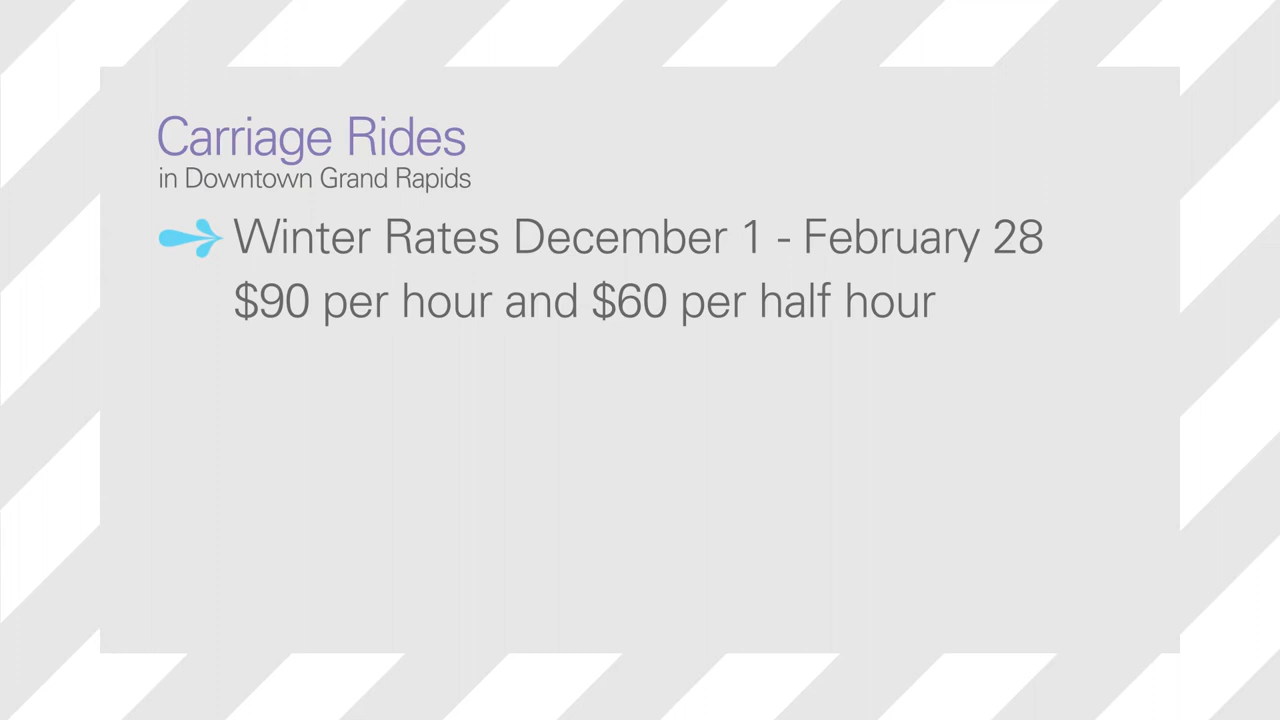 Carriage Rides
in Downtown Grand Rapids
Winter Rates December 1 - February 28
$90 per hour and $60 per half hour